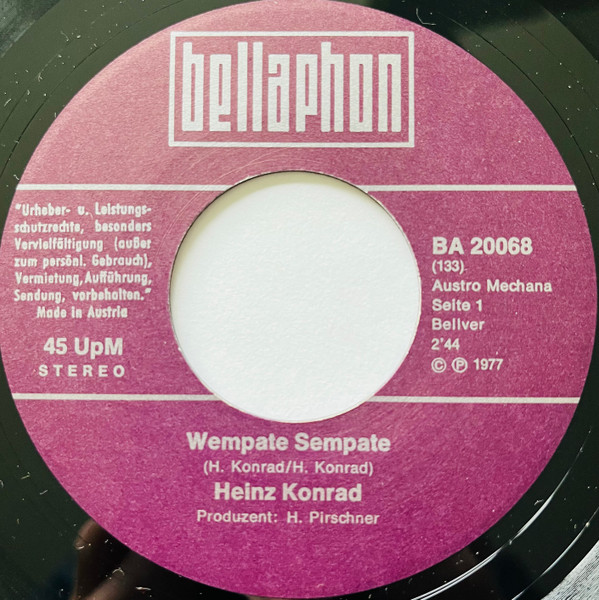 bellaphon
"Urheber- u. Leistungs-
schutzrechte, besonders
Vervielfältigung (außer
zum persönl. Gebrauch),
Vermietung, Aufführung,
Sendung, vorbehalten."
Made in Austria
45 UpM
STEREO
BA 20068
(133)
Austro Mechana
Seite 1
Bellver
2'44
© ℗ 1977
Wempate Sempate
(H. Konrad/H. Konrad)
Heinz Konrad
Produzent: H. Pirschner